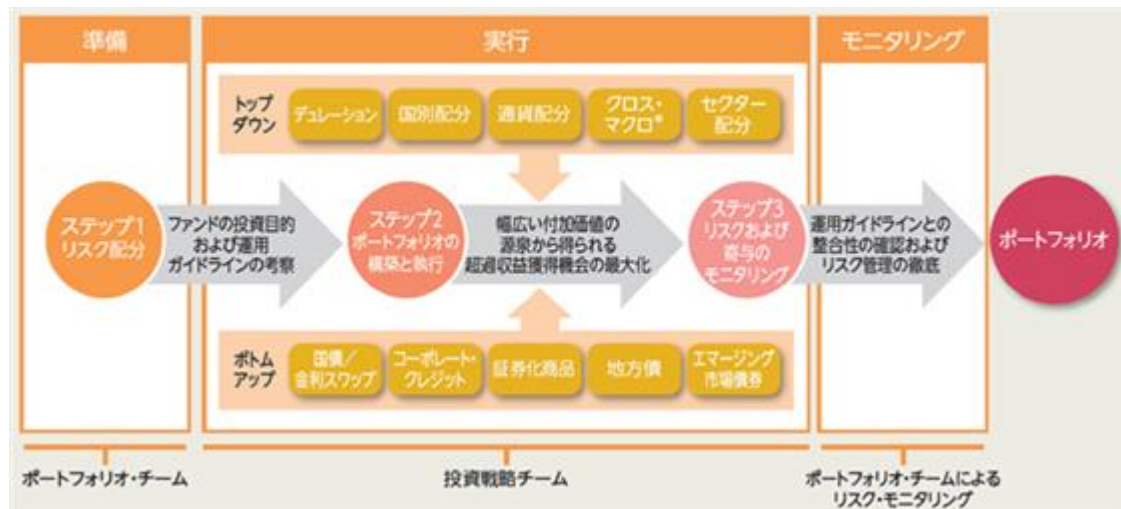 準備
実行
モニタリング
トップ
ダウン
デュレーション
国別配分
通貨配分
クロス・
マクロ*
セクター
配分
ステップ1
リスク配分
ファンドの投資目的
および運用
ガイドラインの考察
ステップ2
ポートフォリオの
構築と執行
幅広い付加価値の
源泉から得られる
超過収益獲得機会の最大化
ステップ3
リスクおよび
寄与の
モニタリング
運用ガイドラインとの
整合性の確認および
リスク管理の徹底
ポートフォリオ
ボトム
アップ
国債／
金利スワップ
コーポレート・
クレジット
証券化商品
地方債
エマージング
市場債券
ポートフォリオ・チーム
投資戦略チーム
ポートフォリオ・チームによる
リスク・モニタリング